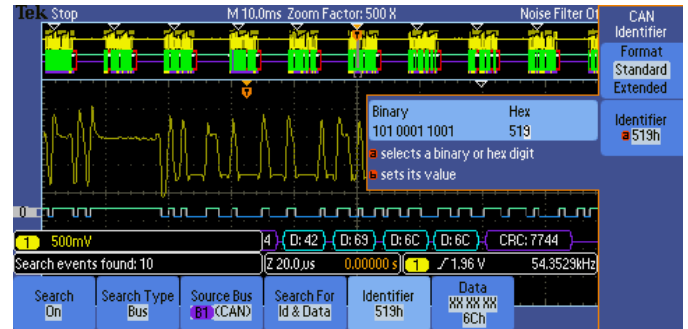 Tek Stop M 10.0ms Zoom Factor: 500 X Noise Filter Of
CAN
Identifier
Format
Standard
Extended
Identifier
a 519h
T
T
Binary Hex
101 0001 1001 519
a selects a binary or hex digit
b sets its value
0
1 500mV
4 D: 42 D: 69 D: 6C D: 6C CRC: 7744
Search events found: 10
Z 20.0µs 0.00000 s 1 1.96 V 54.3529kHz
Search
On
Search Type
Bus
Source Bus
B1 (CAN)
Search For
Id & Data
Identifier
519h
Data
XX XX XX
6Ch